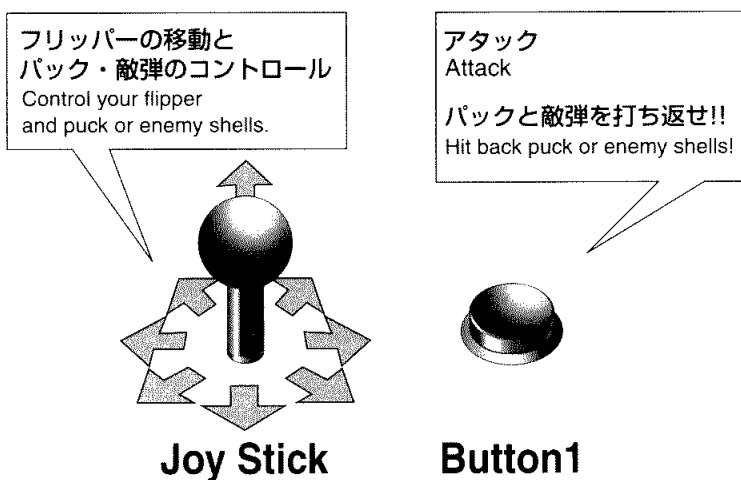 フリッパーの移動と
パック・敵弾のコントロール
Control your flipper
and puck or enemy shells.
アタック
Attack
パックと敵弾を打ち返せ!!
Hit back puck or enemy shells!
Joy Stick
Button1